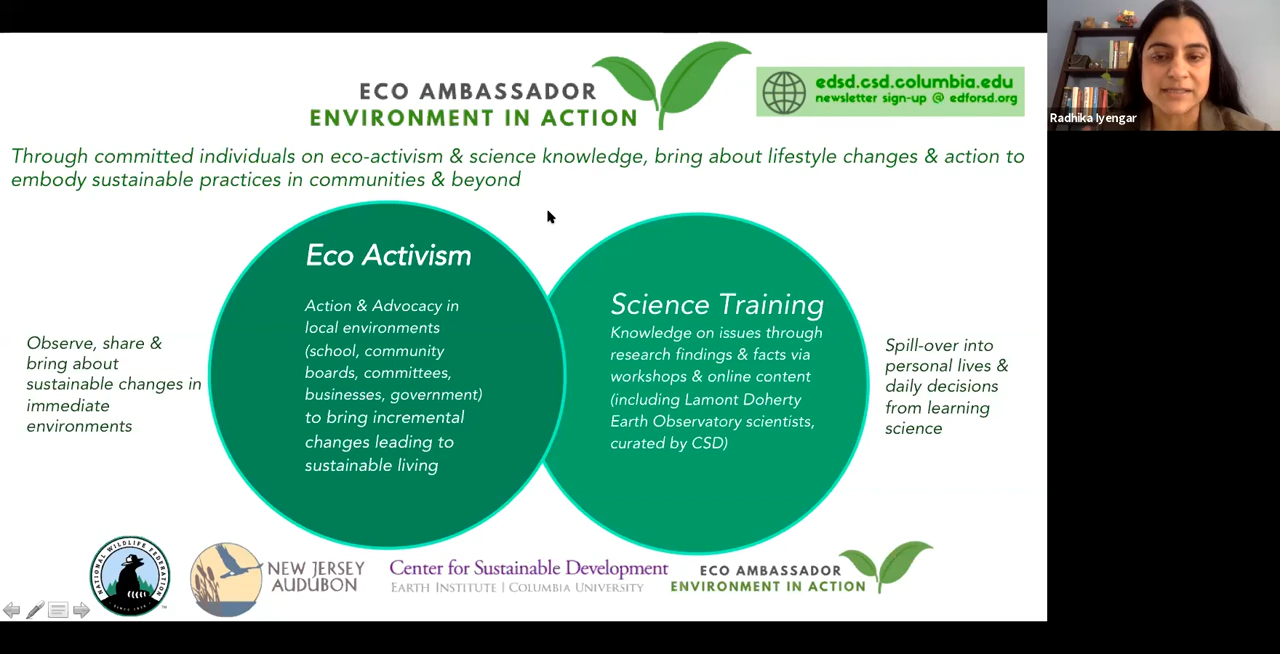 ECO AMBASSADOR
ENVIRONMENT IN ACTION
edsd.csd.columbia.edu
newsletter sign-up @ edforsd.org
Radhika Iyengar
Through committed individuals on eco-activism & science knowledge, bring about lifestyle changes & action to
embody sustainable practices in communities & beyond
Observe, share &
bring about
sustainable changes in
immediate
environments
Eco Activism
Action & Advocacy in
local environments
(school, community
boards, committees,
businesses, government)
to bring incremental
changes leading to
sustainable living
Science Training
Knowledge on issues through
research findings & facts via
workshops & online content
(including Lamont Doherty
Earth Observatory scientists,
curated by CSD)
Spill-over into
personal lives &
daily decisions
from learning
science
NATIONAL WILDLIFE FEDERATION
SINCE 1936
TM
NEW JERSEY
AUDUBON
Center for Sustainable Development
EARTH INSTITUTE | COLUMBIA UNIVERSITY
ECO AMBASSADOR
ENVIRONMENT IN ACTION